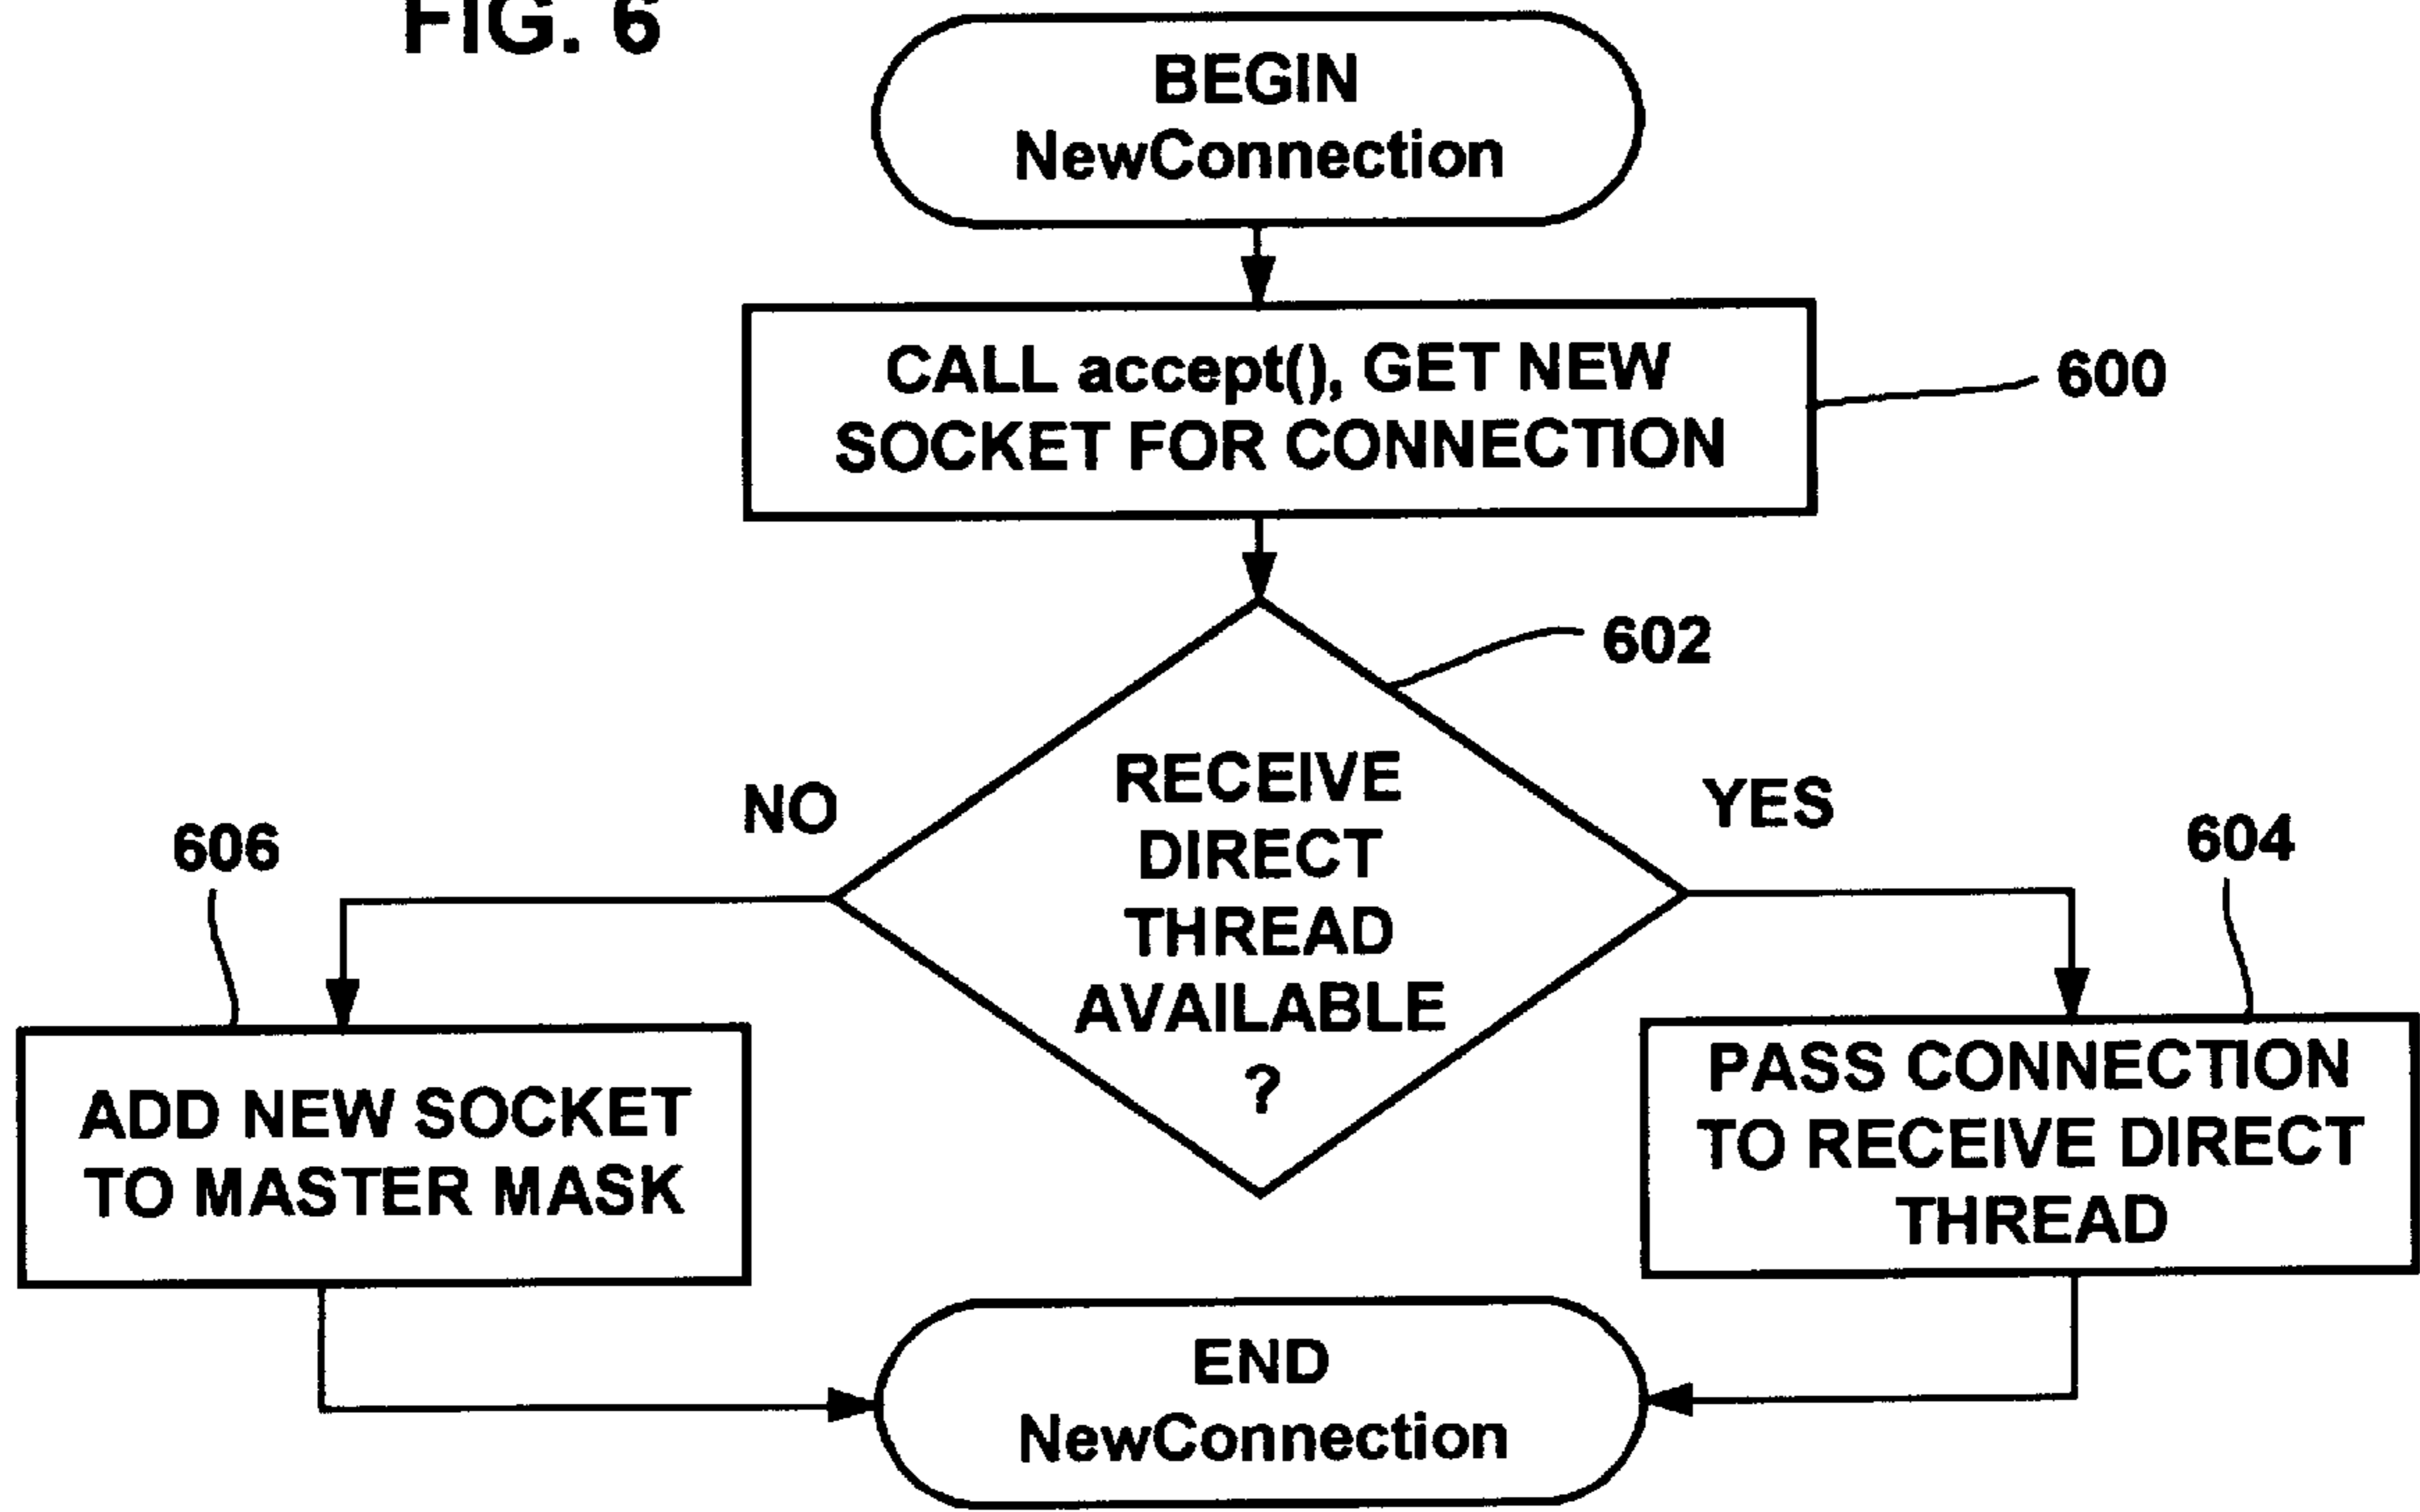 FIG. 6
BEGIN
NewConnection
CALL accept(), GET NEW
SOCKET FOR CONNECTION
600
602
RECEIVE
DIRECT
THREAD
AVAILABLE
?
NO
YES
606
604
ADD NEW SOCKET
TO MASTER MASK
PASS CONNECTION
TO RECEIVE DIRECT
THREAD
END
NewConnection